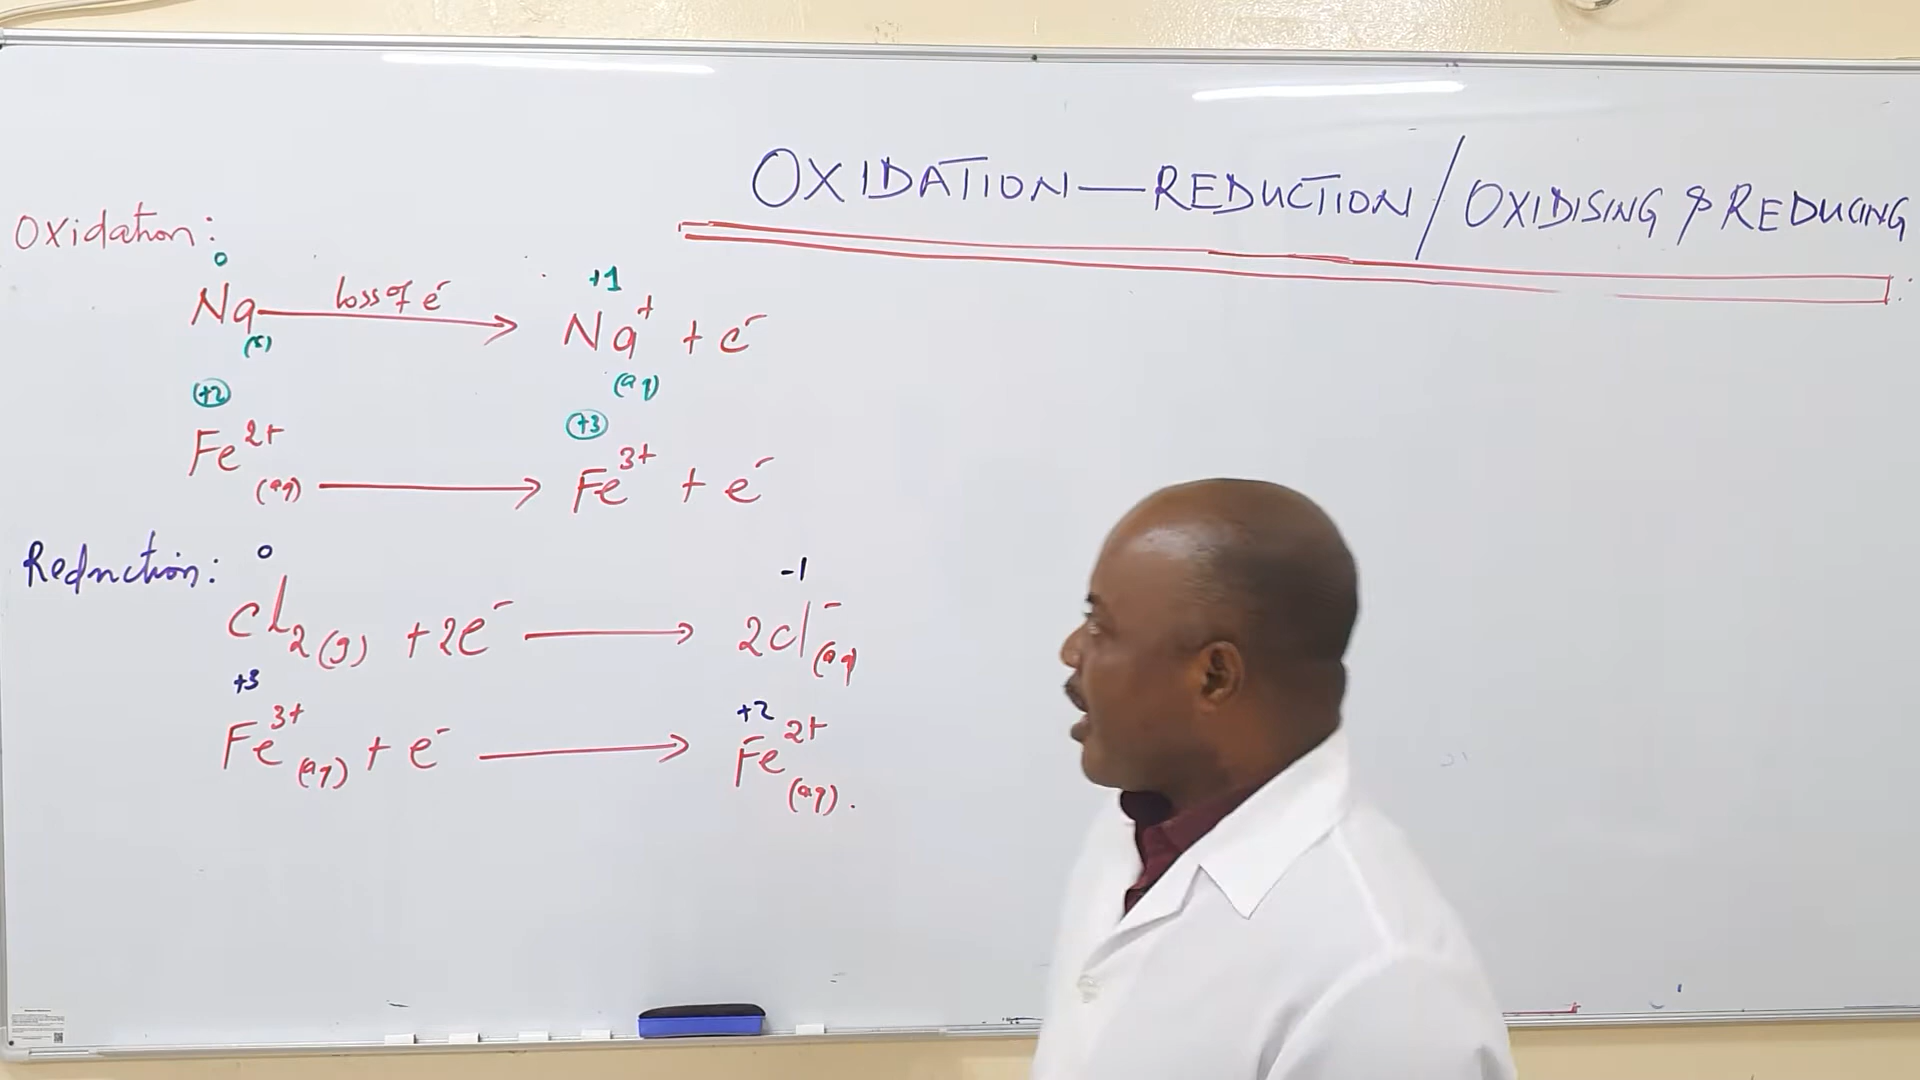 OXIDATION—REDUCTION/OXIDISING & REDUCING
Oxidation:
0 +1
Na(s) loss of e⁻ → Na⁺(aq) + e⁻
+2 +3
Fe²⁺(aq) → Fe³⁺ + e⁻
Reduction:
0 -1
Cl₂(g) + 2e⁻ → 2Cl⁻(aq)
+3 +2
Fe³⁺(aq) + e⁻ → Fe²⁺(aq).